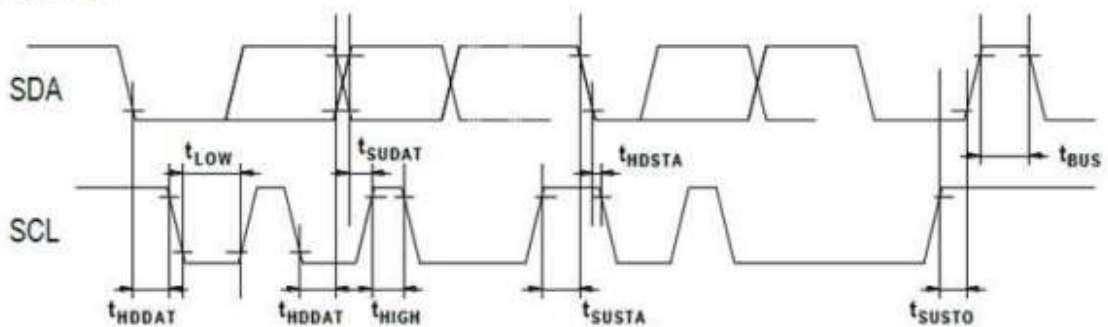 SDA
tLOW
tSUDAT
tHDSTA
tBUS
SCL
tHDDAT
tHDDAT
tHIGH
tSUSTA
tSUSTO